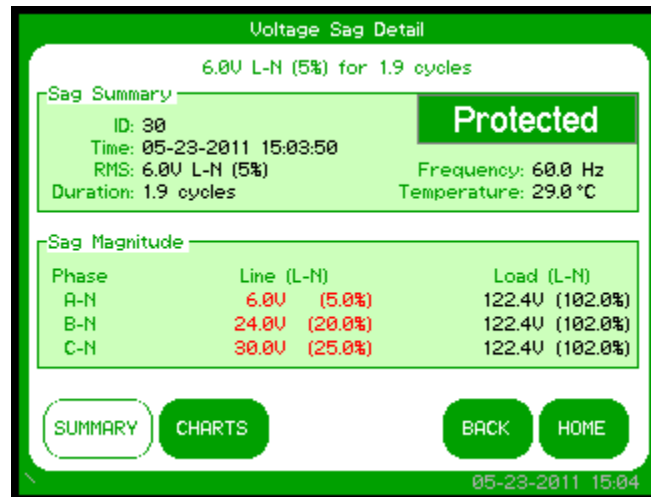 Voltage Sag Detail
6.0V L-N (5%) for 1.9 cycles
Sag Summary
Protected
ID: 30
Time: 05-23-2011 15:03:50
RMS: 6.0V L-N (5%) Frequency: 60.0 Hz
Duration: 1.9 cycles Temperature: 29.0 °C
Sag Magnitude
Phase Line (L-N) Load (L-N)
A-N 6.0V (5.0%) 122.4V (102.0%)
B-N 24.0V (20.0%) 122.4V (102.0%)
C-N 30.0V (25.0%) 122.4V (102.0%)
SUMMARY CHARTS BACK HOME
05-23-2011 15:04